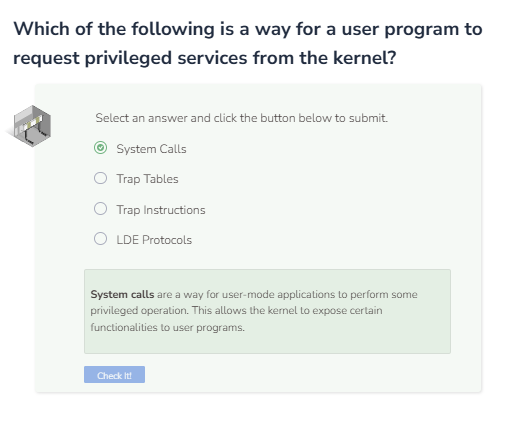 Which of the following is a way for a user program to
request privileged services from the kernel?
Select an answer and click the button below to submit.
System Calls
Trap Tables
Trap Instructions
LDE Protocols
System calls are a way for user-mode applications to perform some
privileged operation. This allows the kernel to expose certain
functionalities to user programs.
Check It!